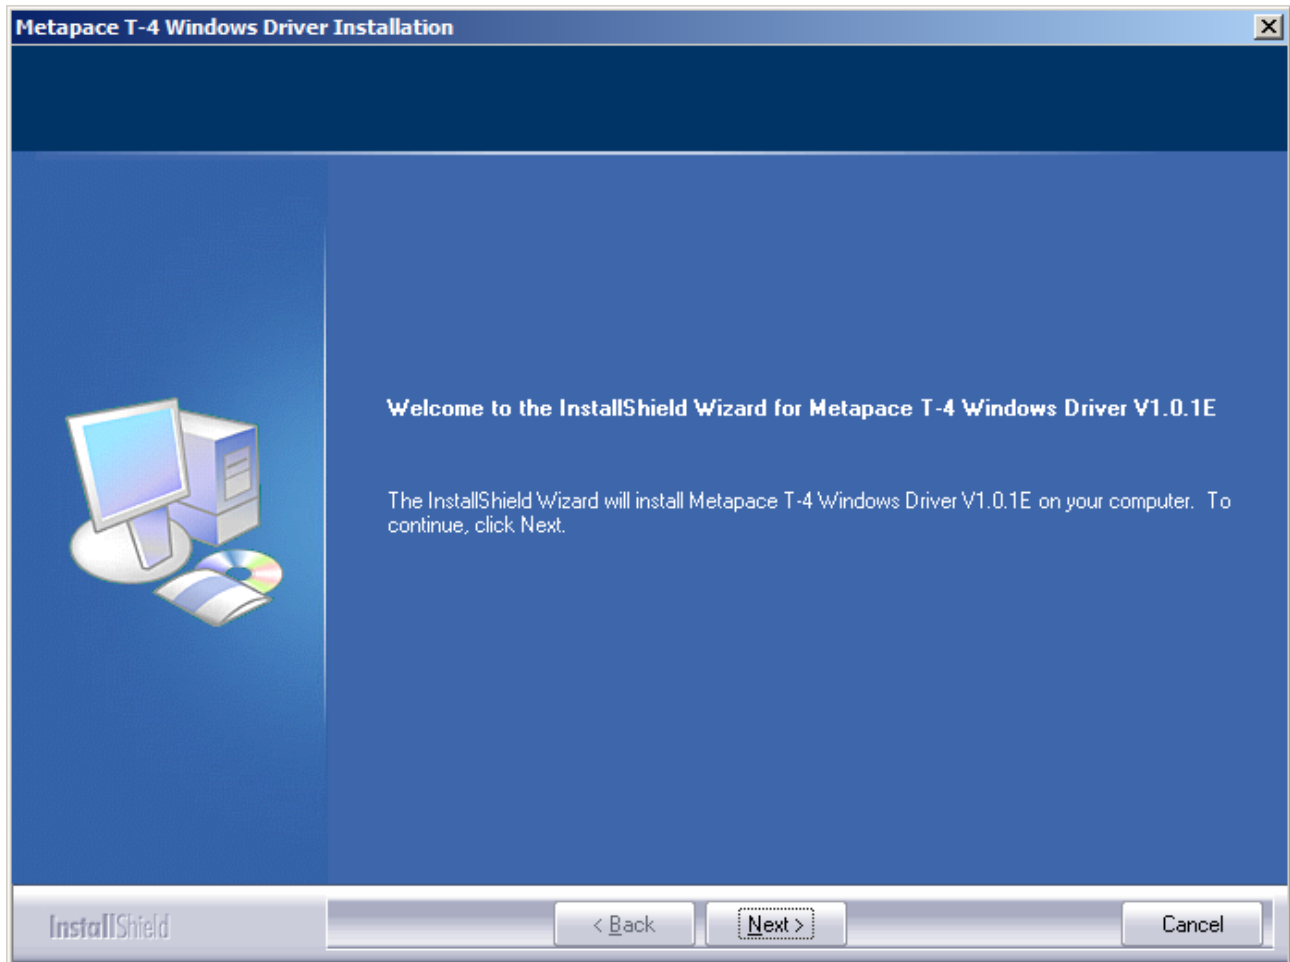 Metapace T-4 Windows Driver Installation
Welcome to the InstallShield Wizard for Metapace T-4 Windows Driver V1.0.1E
The InstallShield Wizard will install Metapace T-4 Windows Driver V1.0.1E on your computer. To
continue, click Next.
InstallShield
< Back
Next >
Cancel